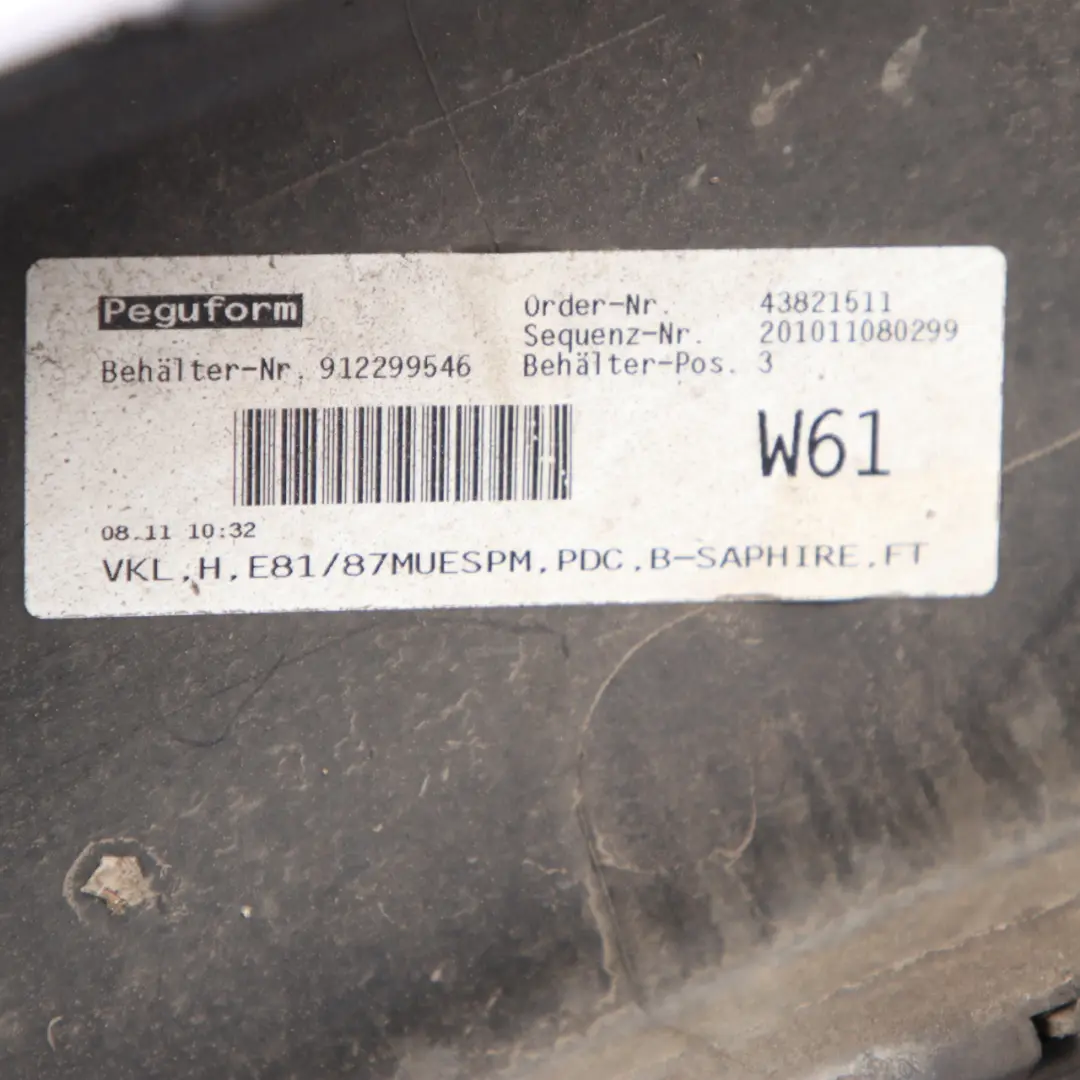 Peguform
Order-Nr. 43821511
Sequenz-Nr. 201011080299
Behälter-Nr. 912299546
Behälter-Pos. 3
W61
08.11 10:32
VKL,H,E81/87MUESPM,PDC,B-SAPHIRE,FT